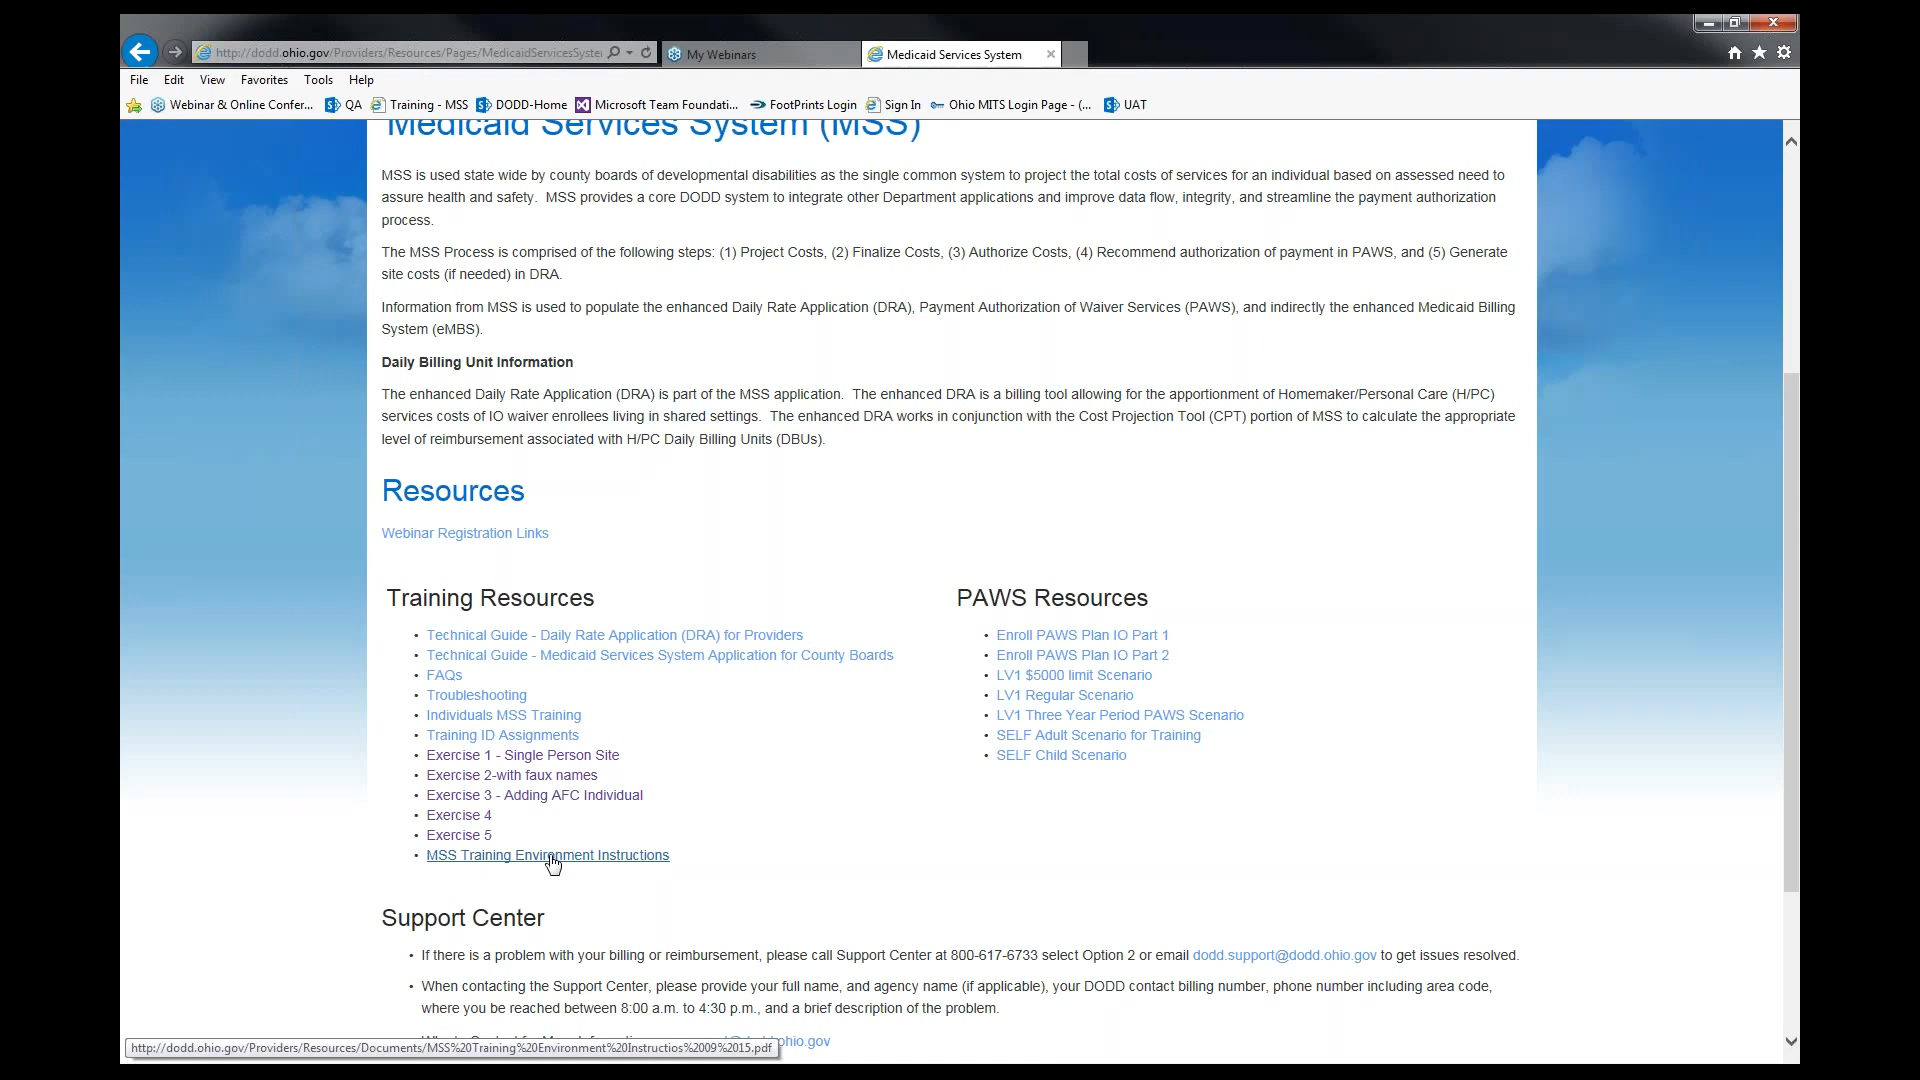 http://dodd.ohio.gov/Providers/Resources/Pages/MedicaidServicesSyste
My Webinars
Medicaid Services System
File Edit View Favorites Tools Help
Webinar & Online Confer... QA Training - MSS DODD-Home Microsoft Team Foundati... FootPrints Login Sign In Ohio MITS Login Page - (... UAT
Medicaid Services System (MSS)
MSS is used state wide by county boards of developmental disabilities as the single common system to project the total costs of services for an individual based on assessed need to
assure health and safety. MSS provides a core DODD system to integrate other Department applications and improve data flow, integrity, and streamline the payment authorization
process.
The MSS Process is comprised of the following steps: (1) Project Costs, (2) Finalize Costs, (3) Authorize Costs, (4) Recommend authorization of payment in PAWS, and (5) Generate
site costs (if needed) in DRA.
Information from MSS is used to populate the enhanced Daily Rate Application (DRA), Payment Authorization of Waiver Services (PAWS), and indirectly the enhanced Medicaid Billing
System (eMBS).
Daily Billing Unit Information
The enhanced Daily Rate Application (DRA) is part of the MSS application. The enhanced DRA is a billing tool allowing for the apportionment of Homemaker/Personal Care (H/PC)
services costs of IO waiver enrollees living in shared settings. The enhanced DRA works in conjunction with the Cost Projection Tool (CPT) portion of MSS to calculate the appropriate
level of reimbursement associated with H/PC Daily Billing Units (DBUs).
Resources
Webinar Registration Links
Training Resources
• Technical Guide - Daily Rate Application (DRA) for Providers
• Technical Guide - Medicaid Services System Application for County Boards
• FAQs
• Troubleshooting
• Individuals MSS Training
• Training ID Assignments
• Exercise 1 - Single Person Site
• Exercise 2-with faux names
• Exercise 3 - Adding AFC Individual
• Exercise 4
• Exercise 5
• MSS Training Environment Instructions
PAWS Resources
• Enroll PAWS Plan IO Part 1
• Enroll PAWS Plan IO Part 2
• LV1 $5000 limit Scenario
• LV1 Regular Scenario
• LV1 Three Year Period PAWS Scenario
• SELF Adult Scenario for Training
• SELF Child Scenario
Support Center
• If there is a problem with your billing or reimbursement, please call Support Center at 800-617-6733 select Option 2 or email dodd.support@dodd.ohio.gov to get issues resolved.
• When contacting the Support Center, please provide your full name, and agency name (if applicable), your DODD contact billing number, phone number including area code,
where you be reached between 8:00 a.m. to 4:30 p.m., and a brief description of the problem.
ohio.gov
http://dodd.ohio.gov/Providers/Resources/Documents/MSS%20Training%20Environment%20Instructios%2009%2015.pdf